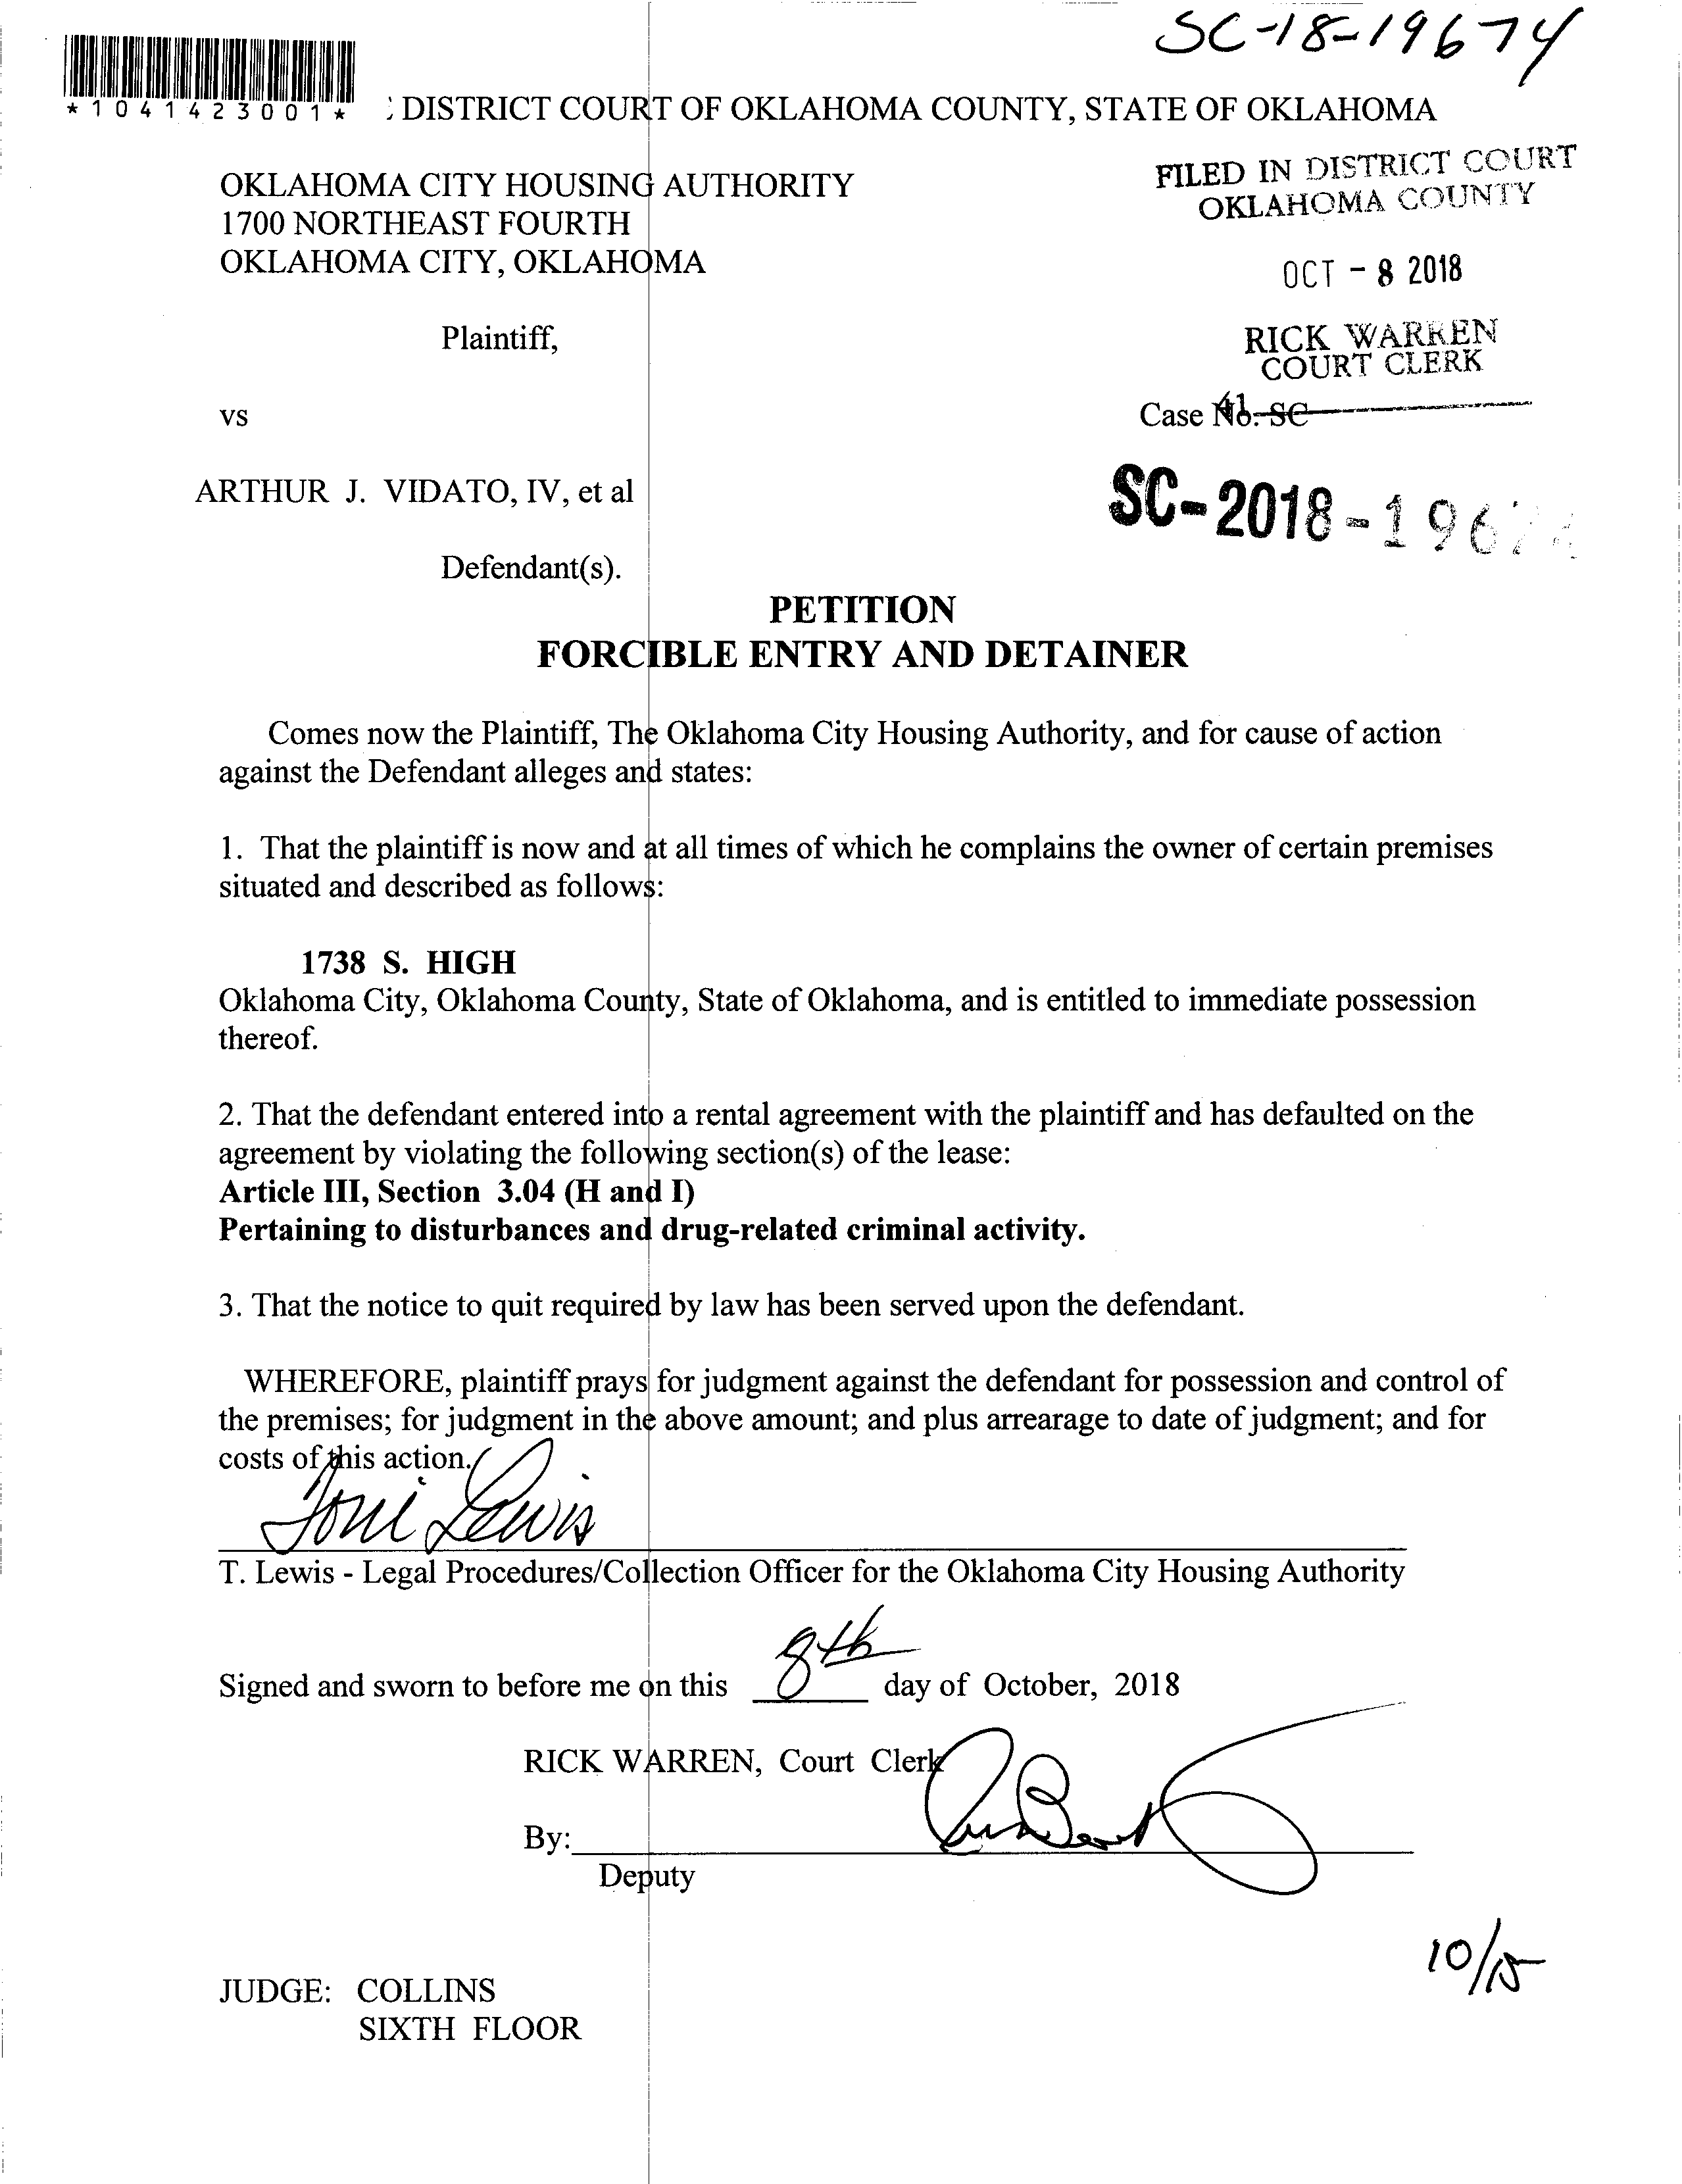 SC-18-19674
*1041423001*
DISTRICT COURT OF OKLAHOMA COUNTY, STATE OF OKLAHOMA
OKLAHOMA CITY HOUSING AUTHORITY
1700 NORTHEAST FOURTH
OKLAHOMA CITY, OKLAHOMA
FILED IN DISTRICT COURT
OKLAHOMA COUNTY
OCT - 8 2018
RICK WARREN
COURT CLERK
Plaintiff,
vs
Case No. SC
41
ARTHUR J. VIDATO, IV, et al
SC-2018-1967
Defendant(s).
PETITION
FORCIBLE ENTRY AND DETAINER
Comes now the Plaintiff, The Oklahoma City Housing Authority, and for cause of action
against the Defendant alleges and states:
1. That the plaintiff is now and at all times of which he complains the owner of certain premises
situated and described as follows:
1738 S. HIGH
Oklahoma City, Oklahoma County, State of Oklahoma, and is entitled to immediate possession
thereof.
2. That the defendant entered into a rental agreement with the plaintiff and has defaulted on the
agreement by violating the following section(s) of the lease:
Article III, Section 3.04 (H and I)
Pertaining to disturbances and drug-related criminal activity.
3. That the notice to quit required by law has been served upon the defendant.
WHEREFORE, plaintiff prays for judgment against the defendant for possession and control of
the premises; for judgment in the above amount; and plus arrearage to date of judgment; and for
costs of this action.
Toni Lewis
T. Lewis - Legal Procedures/Collection Officer for the Oklahoma City Housing Authority
Signed and sworn to before me on this 8th day of October, 2018
RICK WARREN, Court Clerk
By:
Deputy
10/15
JUDGE: COLLINS
SIXTH FLOOR